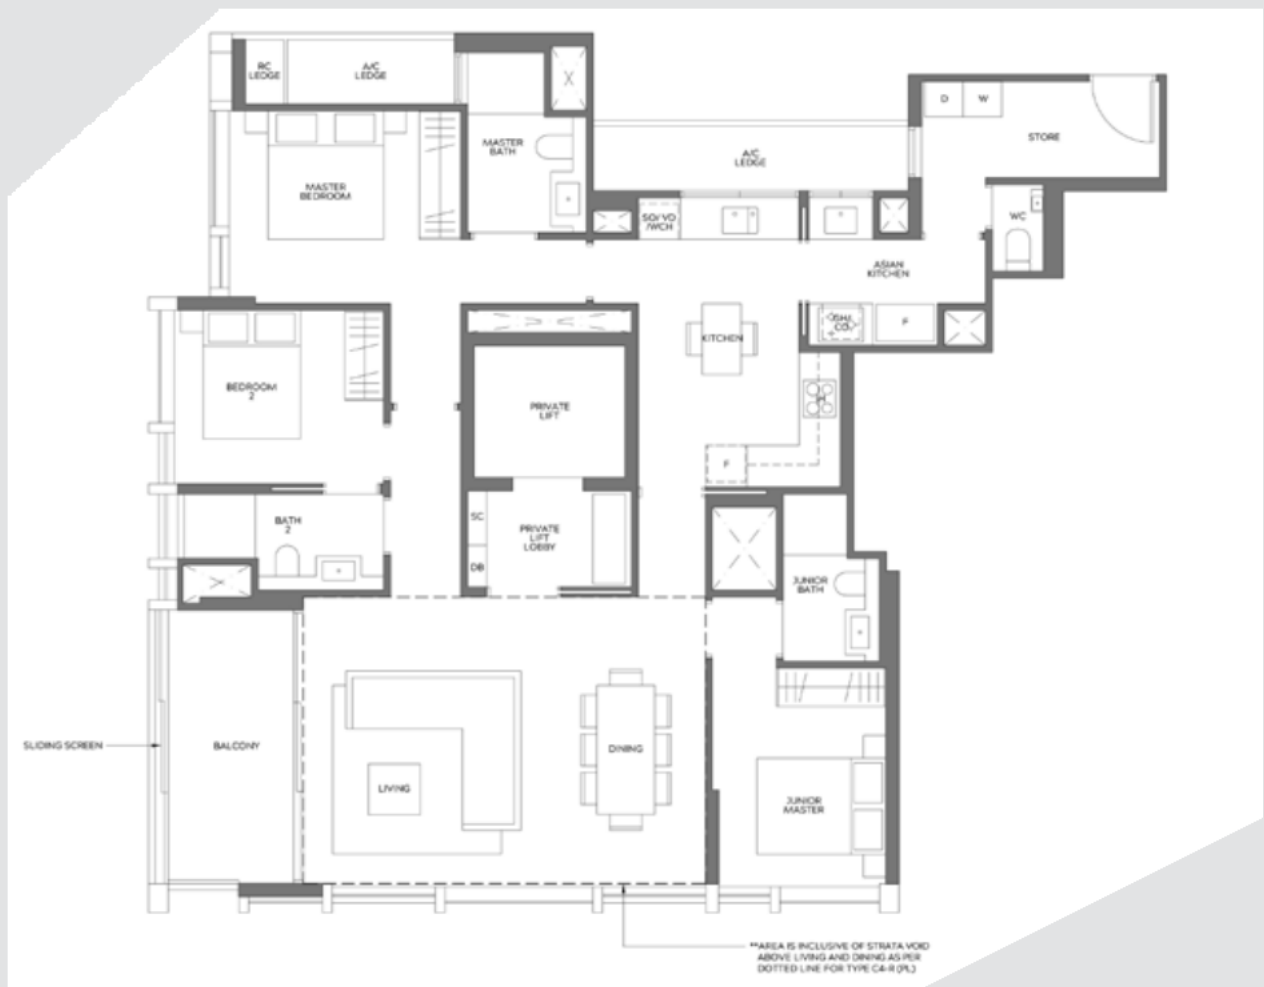 RC
LEDGE
A/C
LEDGE
D
W
STORE
MASTER
BATH
A/C
LEDGE
MASTER
BEDROOM
SO/ VO
/WCH
WC
ASIAN
KITCHEN
F
KITCHEN
BEDROOM
2
PRIVATE
LIFT
H
F
SC
BATH
2
PRIVATE
LIFT
LOBBY
DB
JUNIOR
BATH
SLIDING SCREEN
BALCONY
DINING
LIVING
JUNIOR
MASTER
**AREA IS INCLUSIVE OF STRATA VOID
ABOVE LIVING AND DINING AS PER
DOTTED LINE FOR TYPE C4-R (PL)